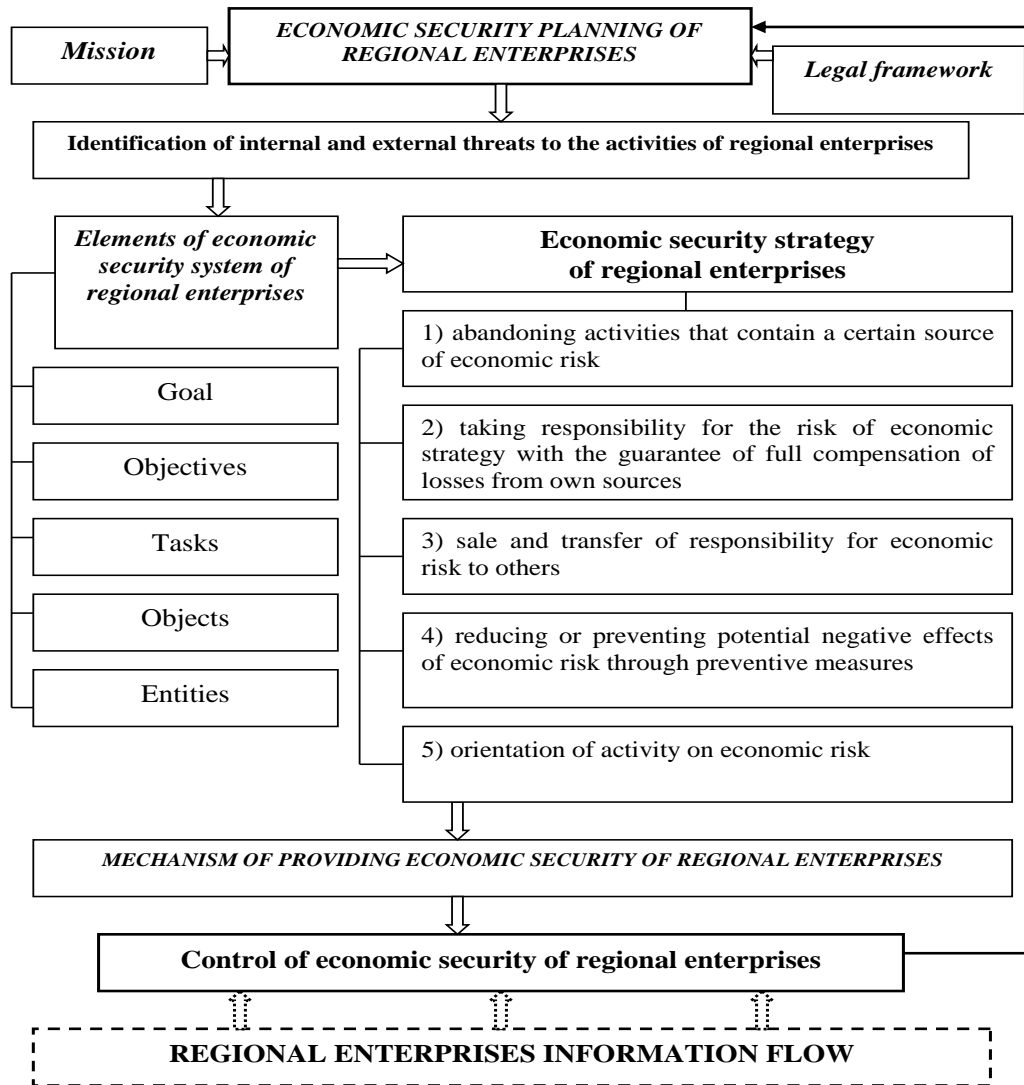 Mission
ECONOMIC SECURITY PLANNING OF
REGIONAL ENTERPRISES
Legal framework
Identification of internal and external threats to the activities of regional enterprises
Elements of economic
security system of
regional enterprises
Goal
Objectives
Tasks
Objects
Entities
Economic security strategy
of regional enterprises
1) abandoning activities that contain a certain source
of economic risk
2) taking responsibility for the risk of economic
strategy with the guarantee of full compensation of
losses from own sources
3) sale and transfer of responsibility for economic
risk to others
4) reducing or preventing potential negative effects
of economic risk through preventive measures
5) orientation of activity on economic risk
MECHANISM OF PROVIDING ECONOMIC SECURITY OF REGIONAL ENTERPRISES
Control of economic security of regional enterprises
REGIONAL ENTERPRISES INFORMATION FLOW